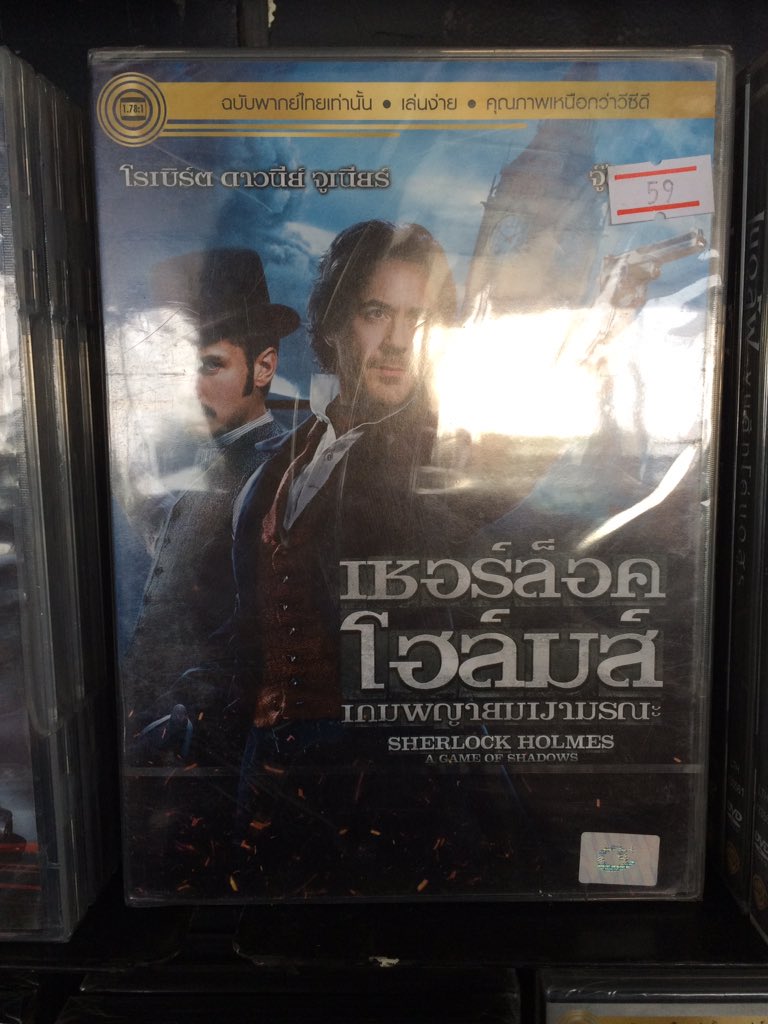 1.78:1
ฉบับพากย์ไทยเท่านั้น • เล่นง่าย • คุณภาพเหนือกว่าวีซีดี
โรเบิร์ต ดาวนีย์ จูเนียร์
59
เชอร์ล็อค
โฮล์มส์
เกมพญายมเงามรณะ
SHERLOCK HOLMES
A GAME OF SHADOWS